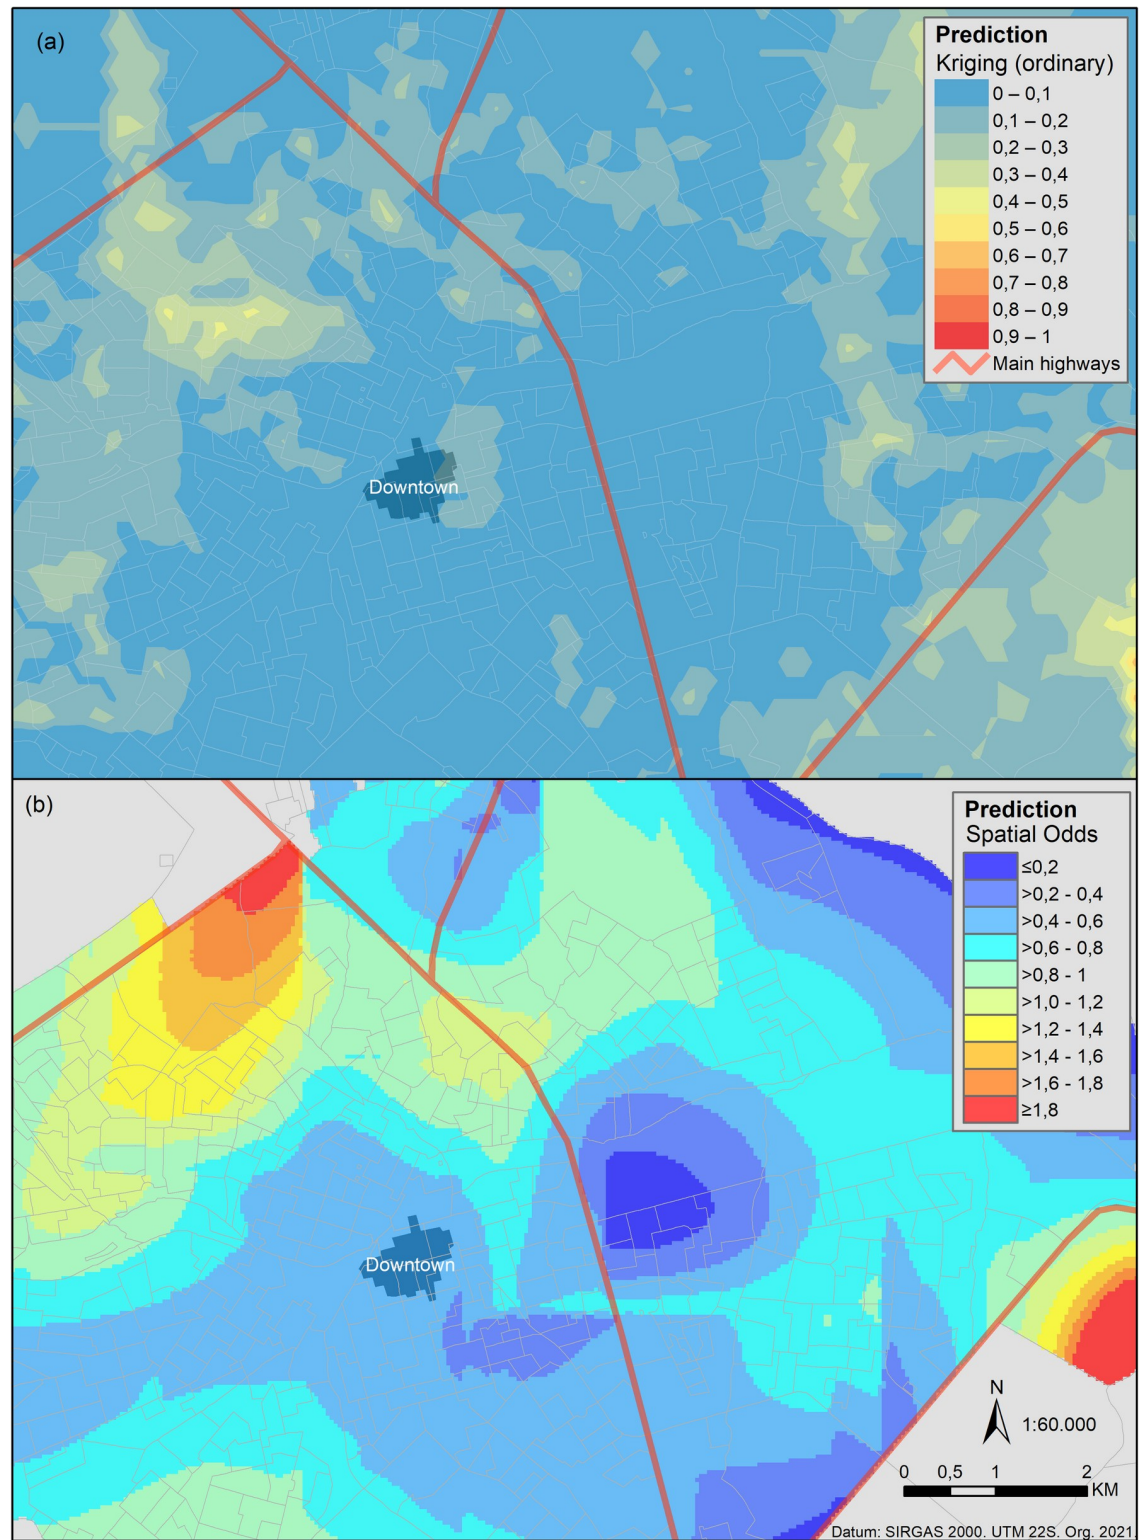 (a)
Prediction
Kriging (ordinary)
0 – 0,1
0,1 – 0,2
0,2 – 0,3
0,3 – 0,4
0,4 – 0,5
0,5 – 0,6
0,6 – 0,7
0,7 – 0,8
0,8 – 0,9
0,9 – 1
Main highways
Downtown
(b)
Prediction
Spatial Odds
≤0,2
>0,2 - 0,4
>0,4 - 0,6
>0,6 - 0,8
>0,8 - 1
>1,0 - 1,2
>1,2 - 1,4
>1,4 - 1,6
>1,6 - 1,8
≥1,8
Downtown
N
1:60.000
0 0,5 1 2
KM
Datum: SIRGAS 2000. UTM 22S. Org. 2021